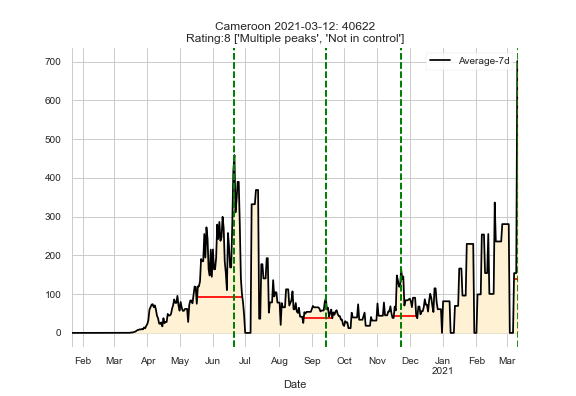 Cameroon 2021-03-12: 40622
Rating:8 ['Multiple peaks', 'Not in control']
Average-7d
700
600
500
400
300
200
100
0
Feb Mar Apr May Jun Jul Aug Sep Oct Nov Dec Jan Feb Mar
2021
Date